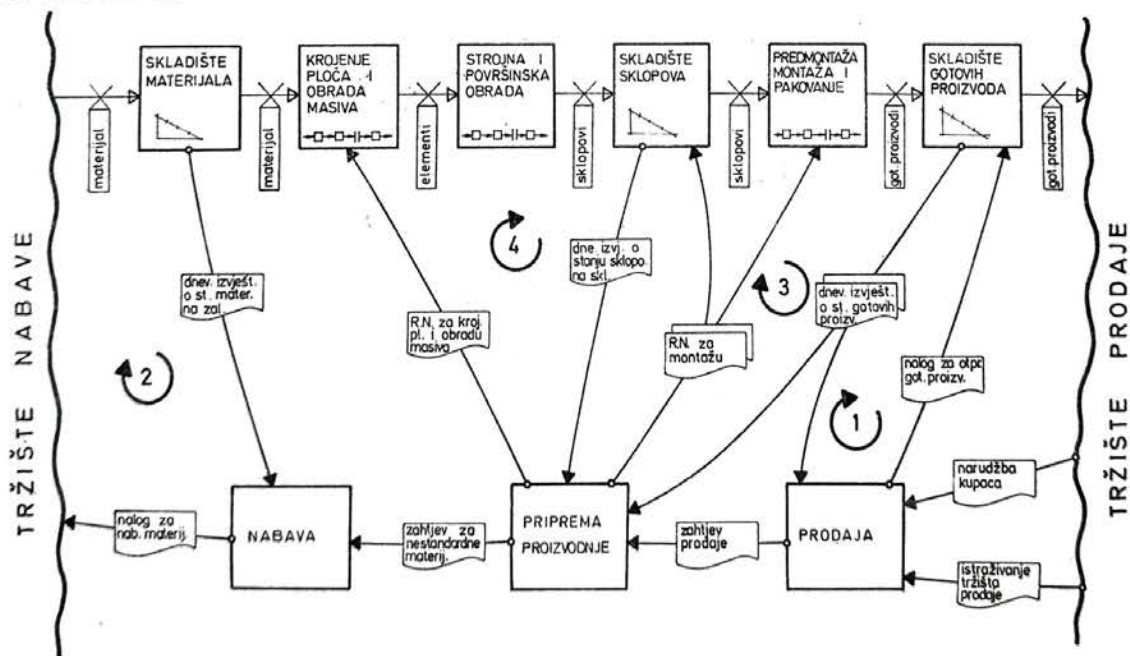 SKLADIŠTE
MATERIJALA
KROJENJE
PLOČA I
OBRADA
MASIVA
STROJNA I
POVRŠINSKA
OBRADA
SKLADIŠTE
SKLOPOVA
PREDMONTAŽA
MONTAŽA I
PAKOVANJE
SKLADIŠTE
GOTOVIH
PROIZVODA
materijal
materijal
elementi
sklopovi
sklopovi
got.proizvodi
got.proizvodi
TRŽIŠTE NABAVE
TRŽIŠTE PRODAJE
4
dne. izvj. o
stanju sklopo.
na skl.
3
dnev. izvješt.
o st. mater.
na zal.
dnev. izvješt.
o st. gotovih
proizv.
R.N. za kroj.
pl. i obradu
masiva
R.N. za
montažu
nalog za otpr.
got. proizv.
2
1
narudžba
kupaca
nalog za
nab. materij.
NABAVA
zahtjev za
nestandardne
materij.
PRIPREMA
PROIZVODNJE
zahtjev
prodaje
PRODAJA
istraživanje
tržišta
prodaje